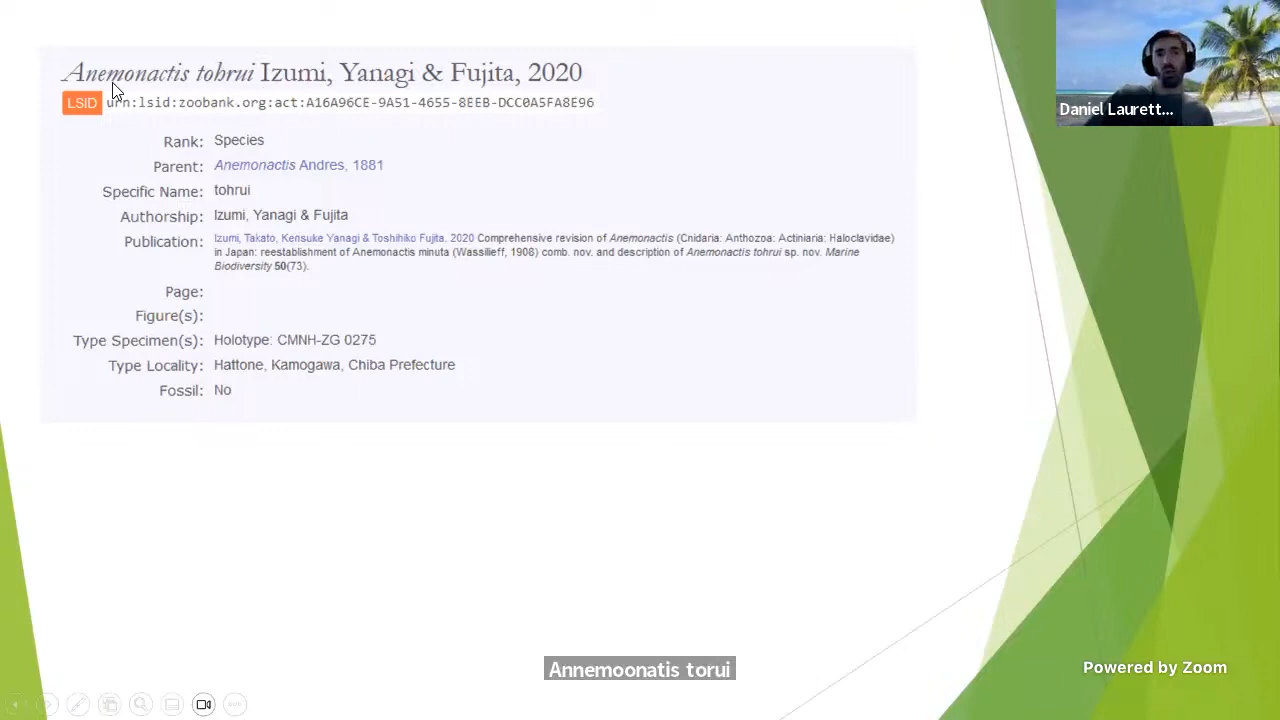 Anemonactis tohrui Izumi, Yanagi & Fujita, 2020
LSID urn:lsid:zoobank.org:act:A16A96CE-9A51-4655-8EEB-DCC0A5FA8E96
Rank: Species
Parent: Anemonactis Andres, 1881
Specific Name: tohrui
Authorship: Izumi, Yanagi & Fujita
Publication: Izumi, Takato, Kensuke Yanagi & Toshihiko Fujita. 2020 Comprehensive revision of Anemonactis (Cnidaria: Anthozoa: Actiniaria: Haloclavidae)
in Japan: reestablishment of Anemonactis minuta (Wassilieff, 1908) comb. nov. and description of Anemonactis tohrui sp. nov. Marine
Biodiversity 50(73).
Page:
Figure(s):
Type Specimen(s): Holotype: CMNH-ZG 0275
Type Locality: Hattone, Kamogawa, Chiba Prefecture
Fossil: No
Daniel Laurett...
Annemoonatis torui
Powered by Zoom